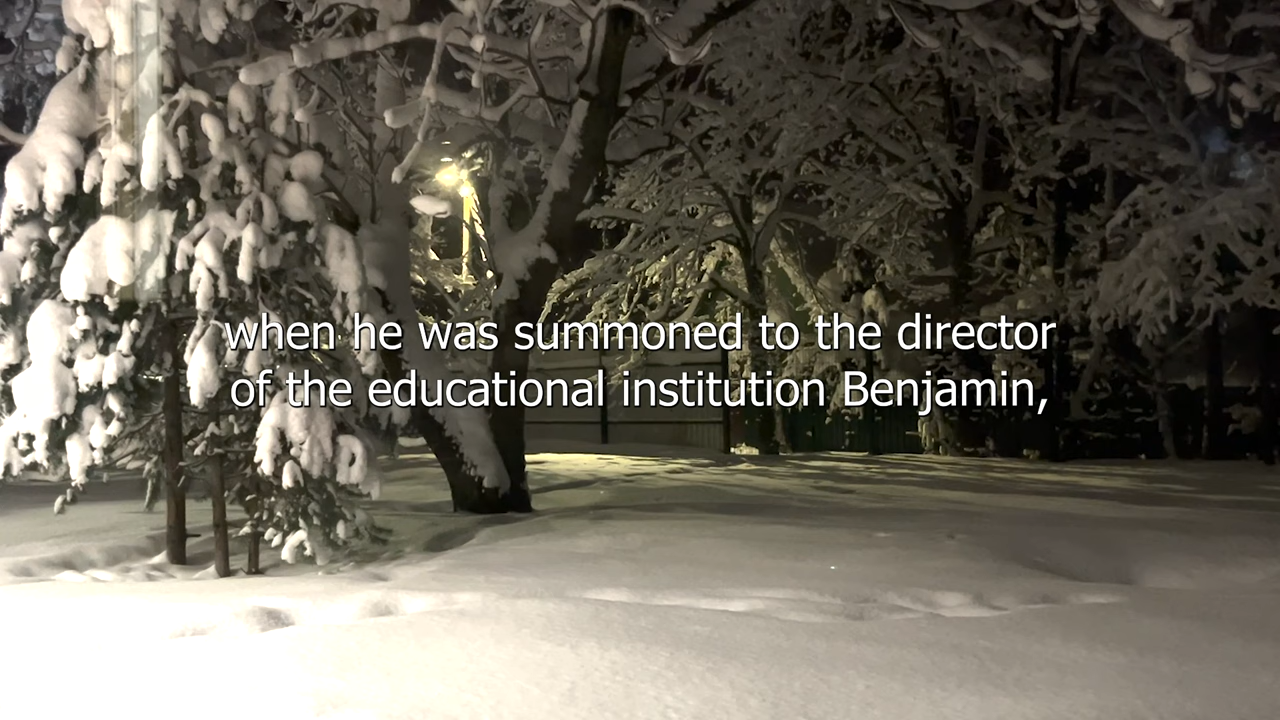 when he was summoned to the director
of the educational institution Benjamin,